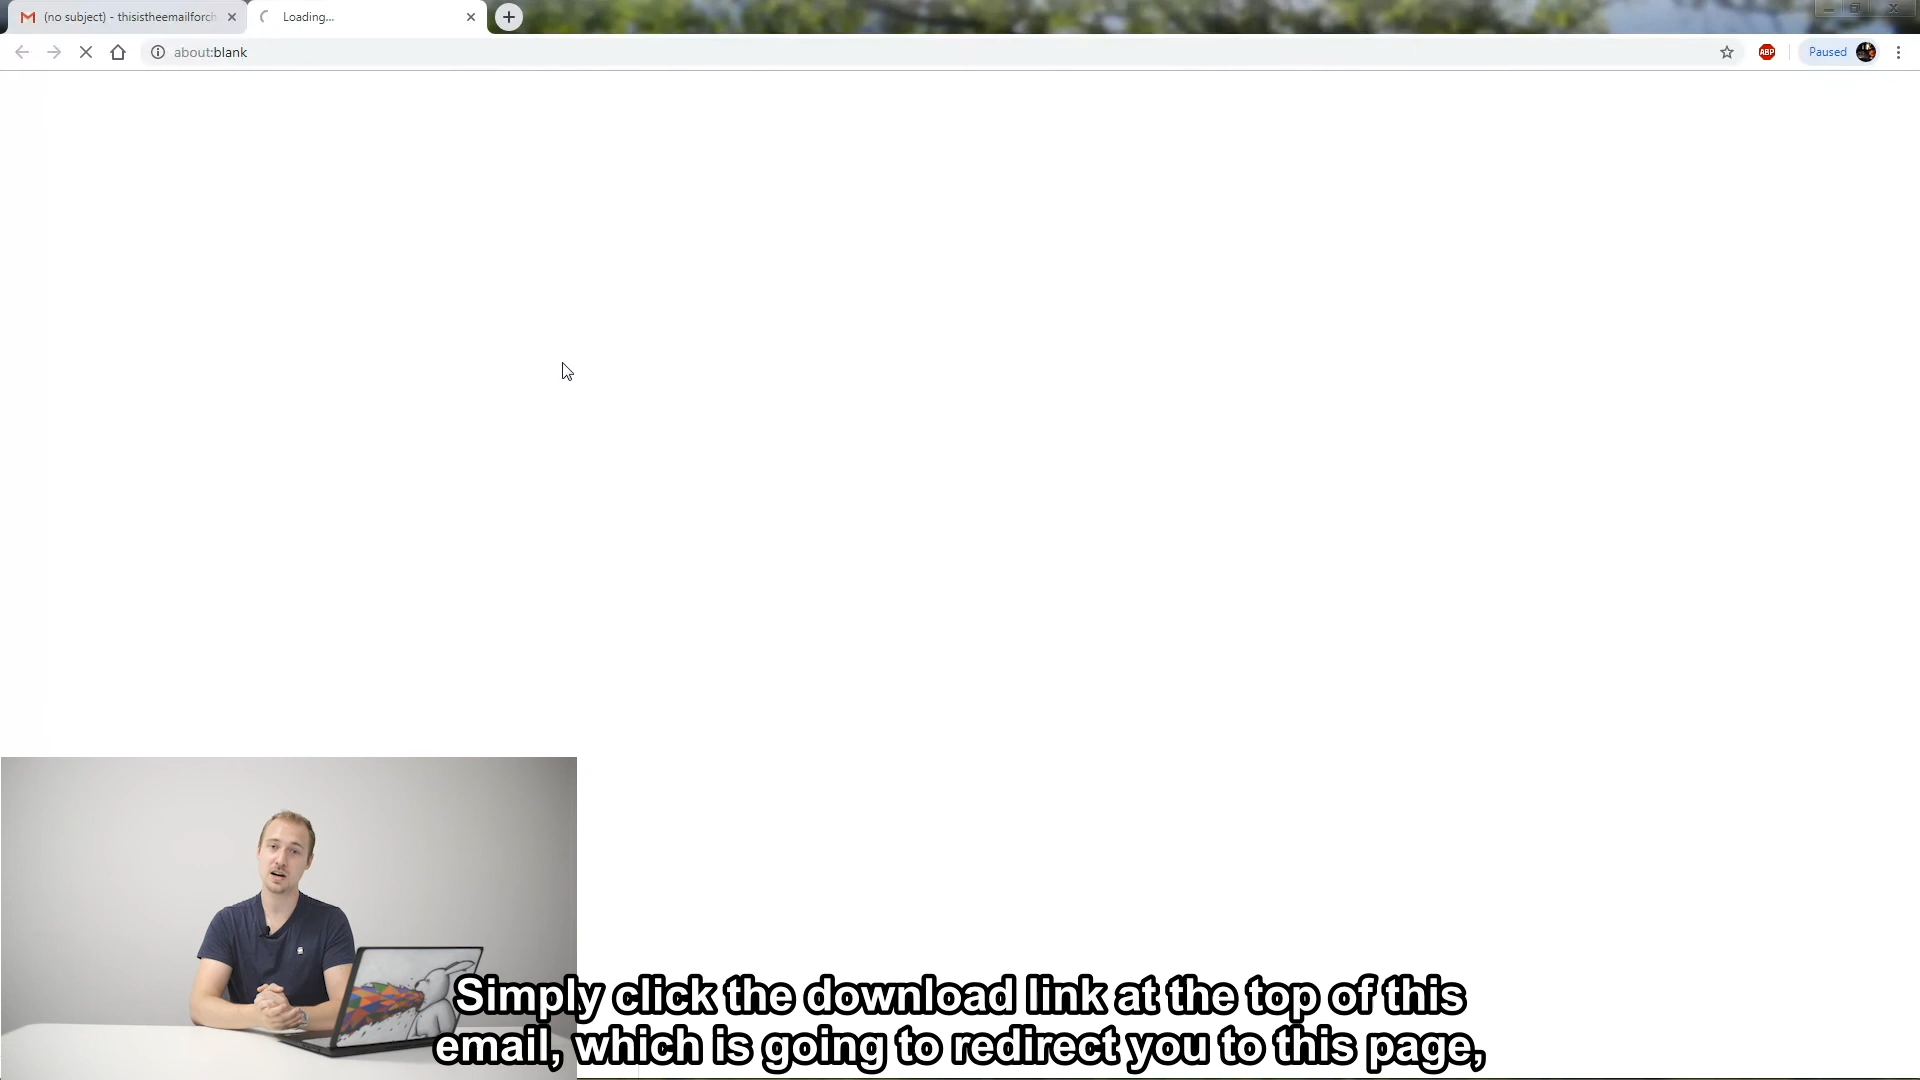 (no subject) - thisistheemailforch
Loading...
about:blank
ABP
Paused
Simply click the download link at the top of this
email, which is going to redirect you to this page,